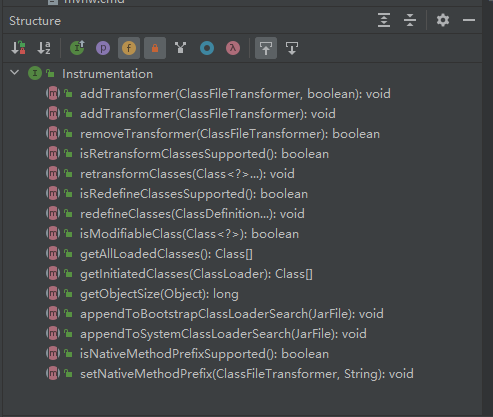 mvnw.cmd
Structure
Instrumentation
addTransformer(ClassFileTransformer, boolean): void
addTransformer(ClassFileTransformer): void
removeTransformer(ClassFileTransformer): boolean
isRetransformClassesSupported(): boolean
retransformClasses(Class<?>...): void
isRedefineClassesSupported(): boolean
redefineClasses(ClassDefinition...): void
isModifiableClass(Class<?>): boolean
getAllLoadedClasses(): Class[]
getInitiatedClasses(ClassLoader): Class[]
getObjectSize(Object): long
appendToBootstrapClassLoaderSearch(JarFile): void
appendToSystemClassLoaderSearch(JarFile): void
isNativeMethodPrefixSupported(): boolean
setNativeMethodPrefix(ClassFileTransformer, String): void